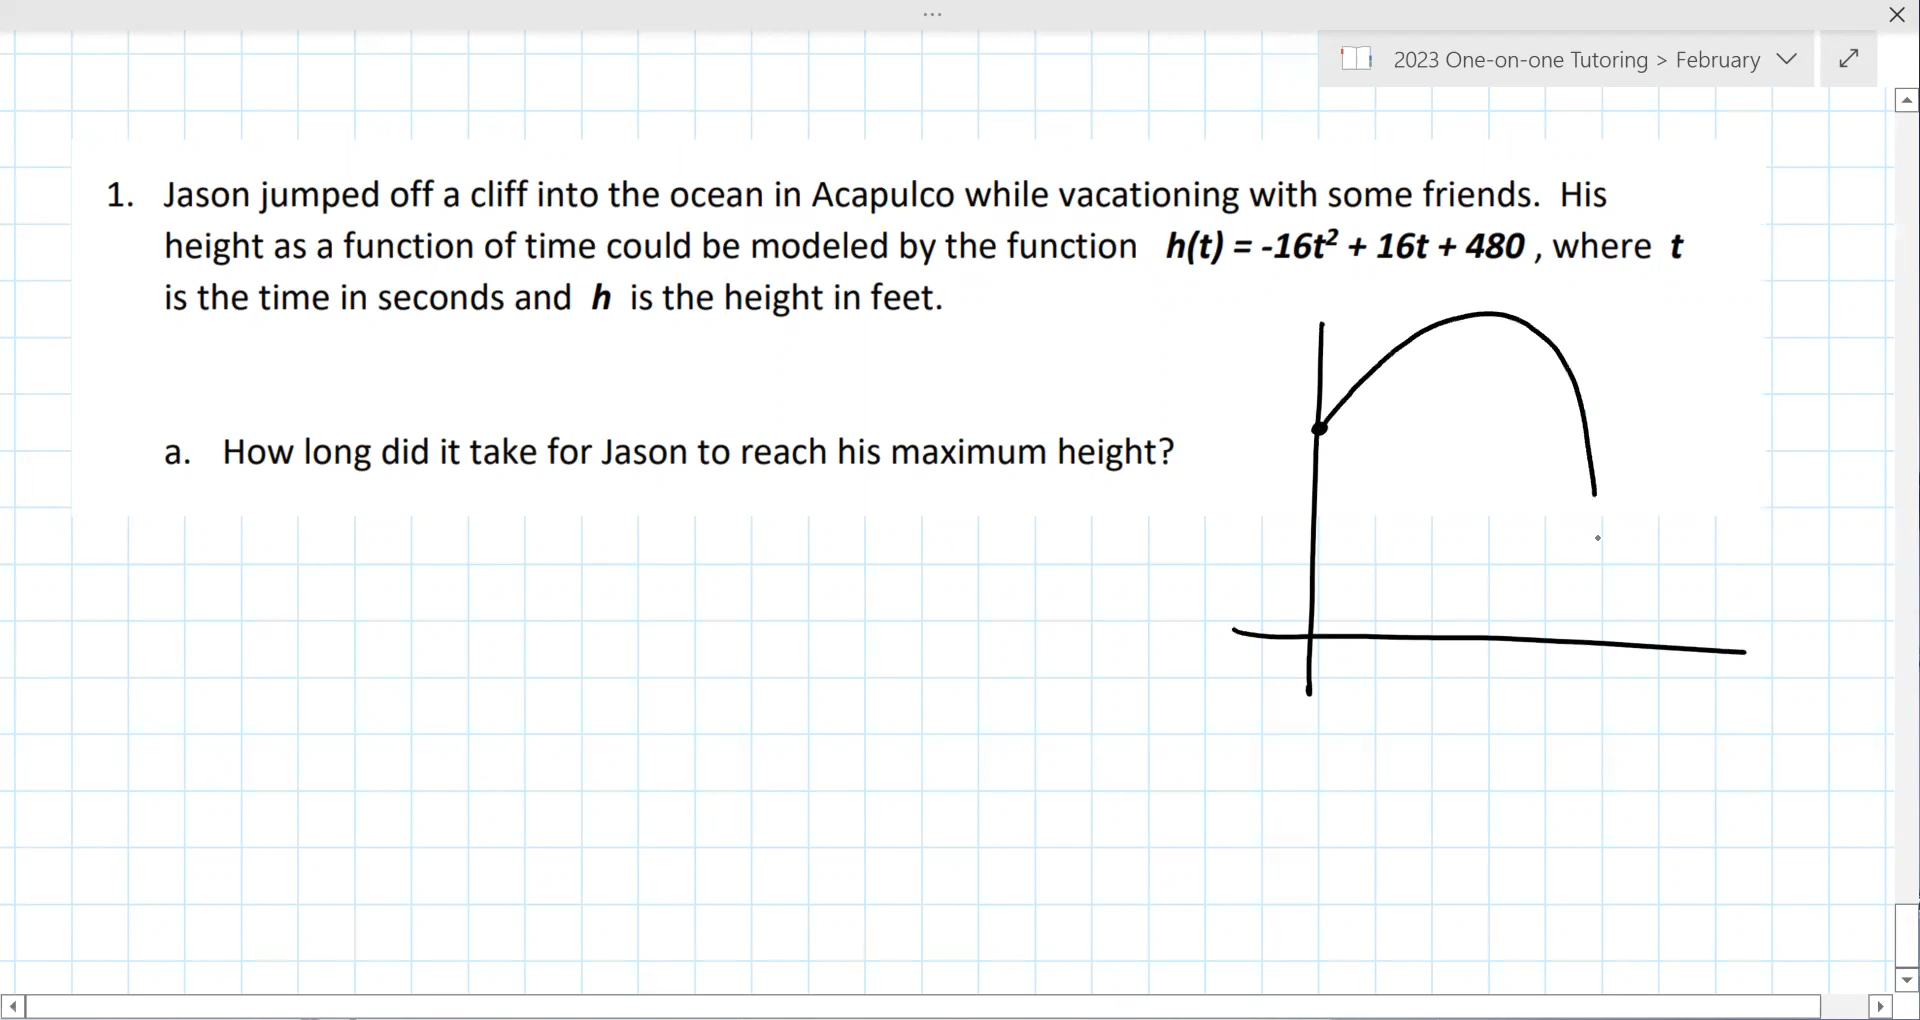 ...
2023 One-on-one Tutoring > February
1. Jason jumped off a cliff into the ocean in Acapulco while vacationing with some friends. His
height as a function of time could be modeled by the function h(t) = -16t² + 16t + 480 , where t
is the time in seconds and h is the height in feet.
a. How long did it take for Jason to reach his maximum height?